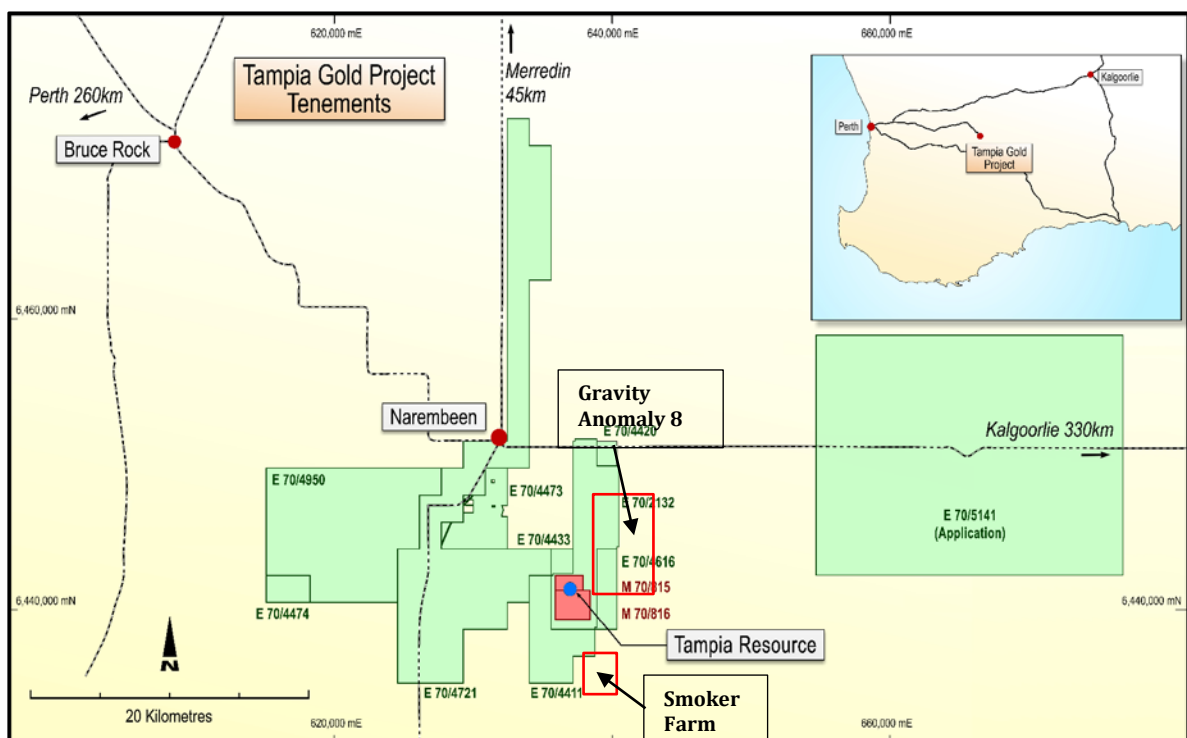 620,000 mE
640,000 mE
660,000 mE
Tampia Gold Project
Tenements
Merredin
45km
Perth 260km
Bruce Rock
Kalgoorlie
Perth
Tampia Gold
Project
6,460,000 mN
Gravity
Anomaly 8
Narembeen
E 70/4420
Kalgoorlie 330km
E 70/4950
E 70/4473
E 70/2132
E 70/5141
(Application)
E 70/4433
E 70/4616
M 70/815
6,440,000 mN
E 70/4474
M 70/816
6,440,000 mN
N
Tampia Resource
E 70/4721
E 70/4411
Smoker
Farm
20 Kilometres
620,000 mE
660,000 mE